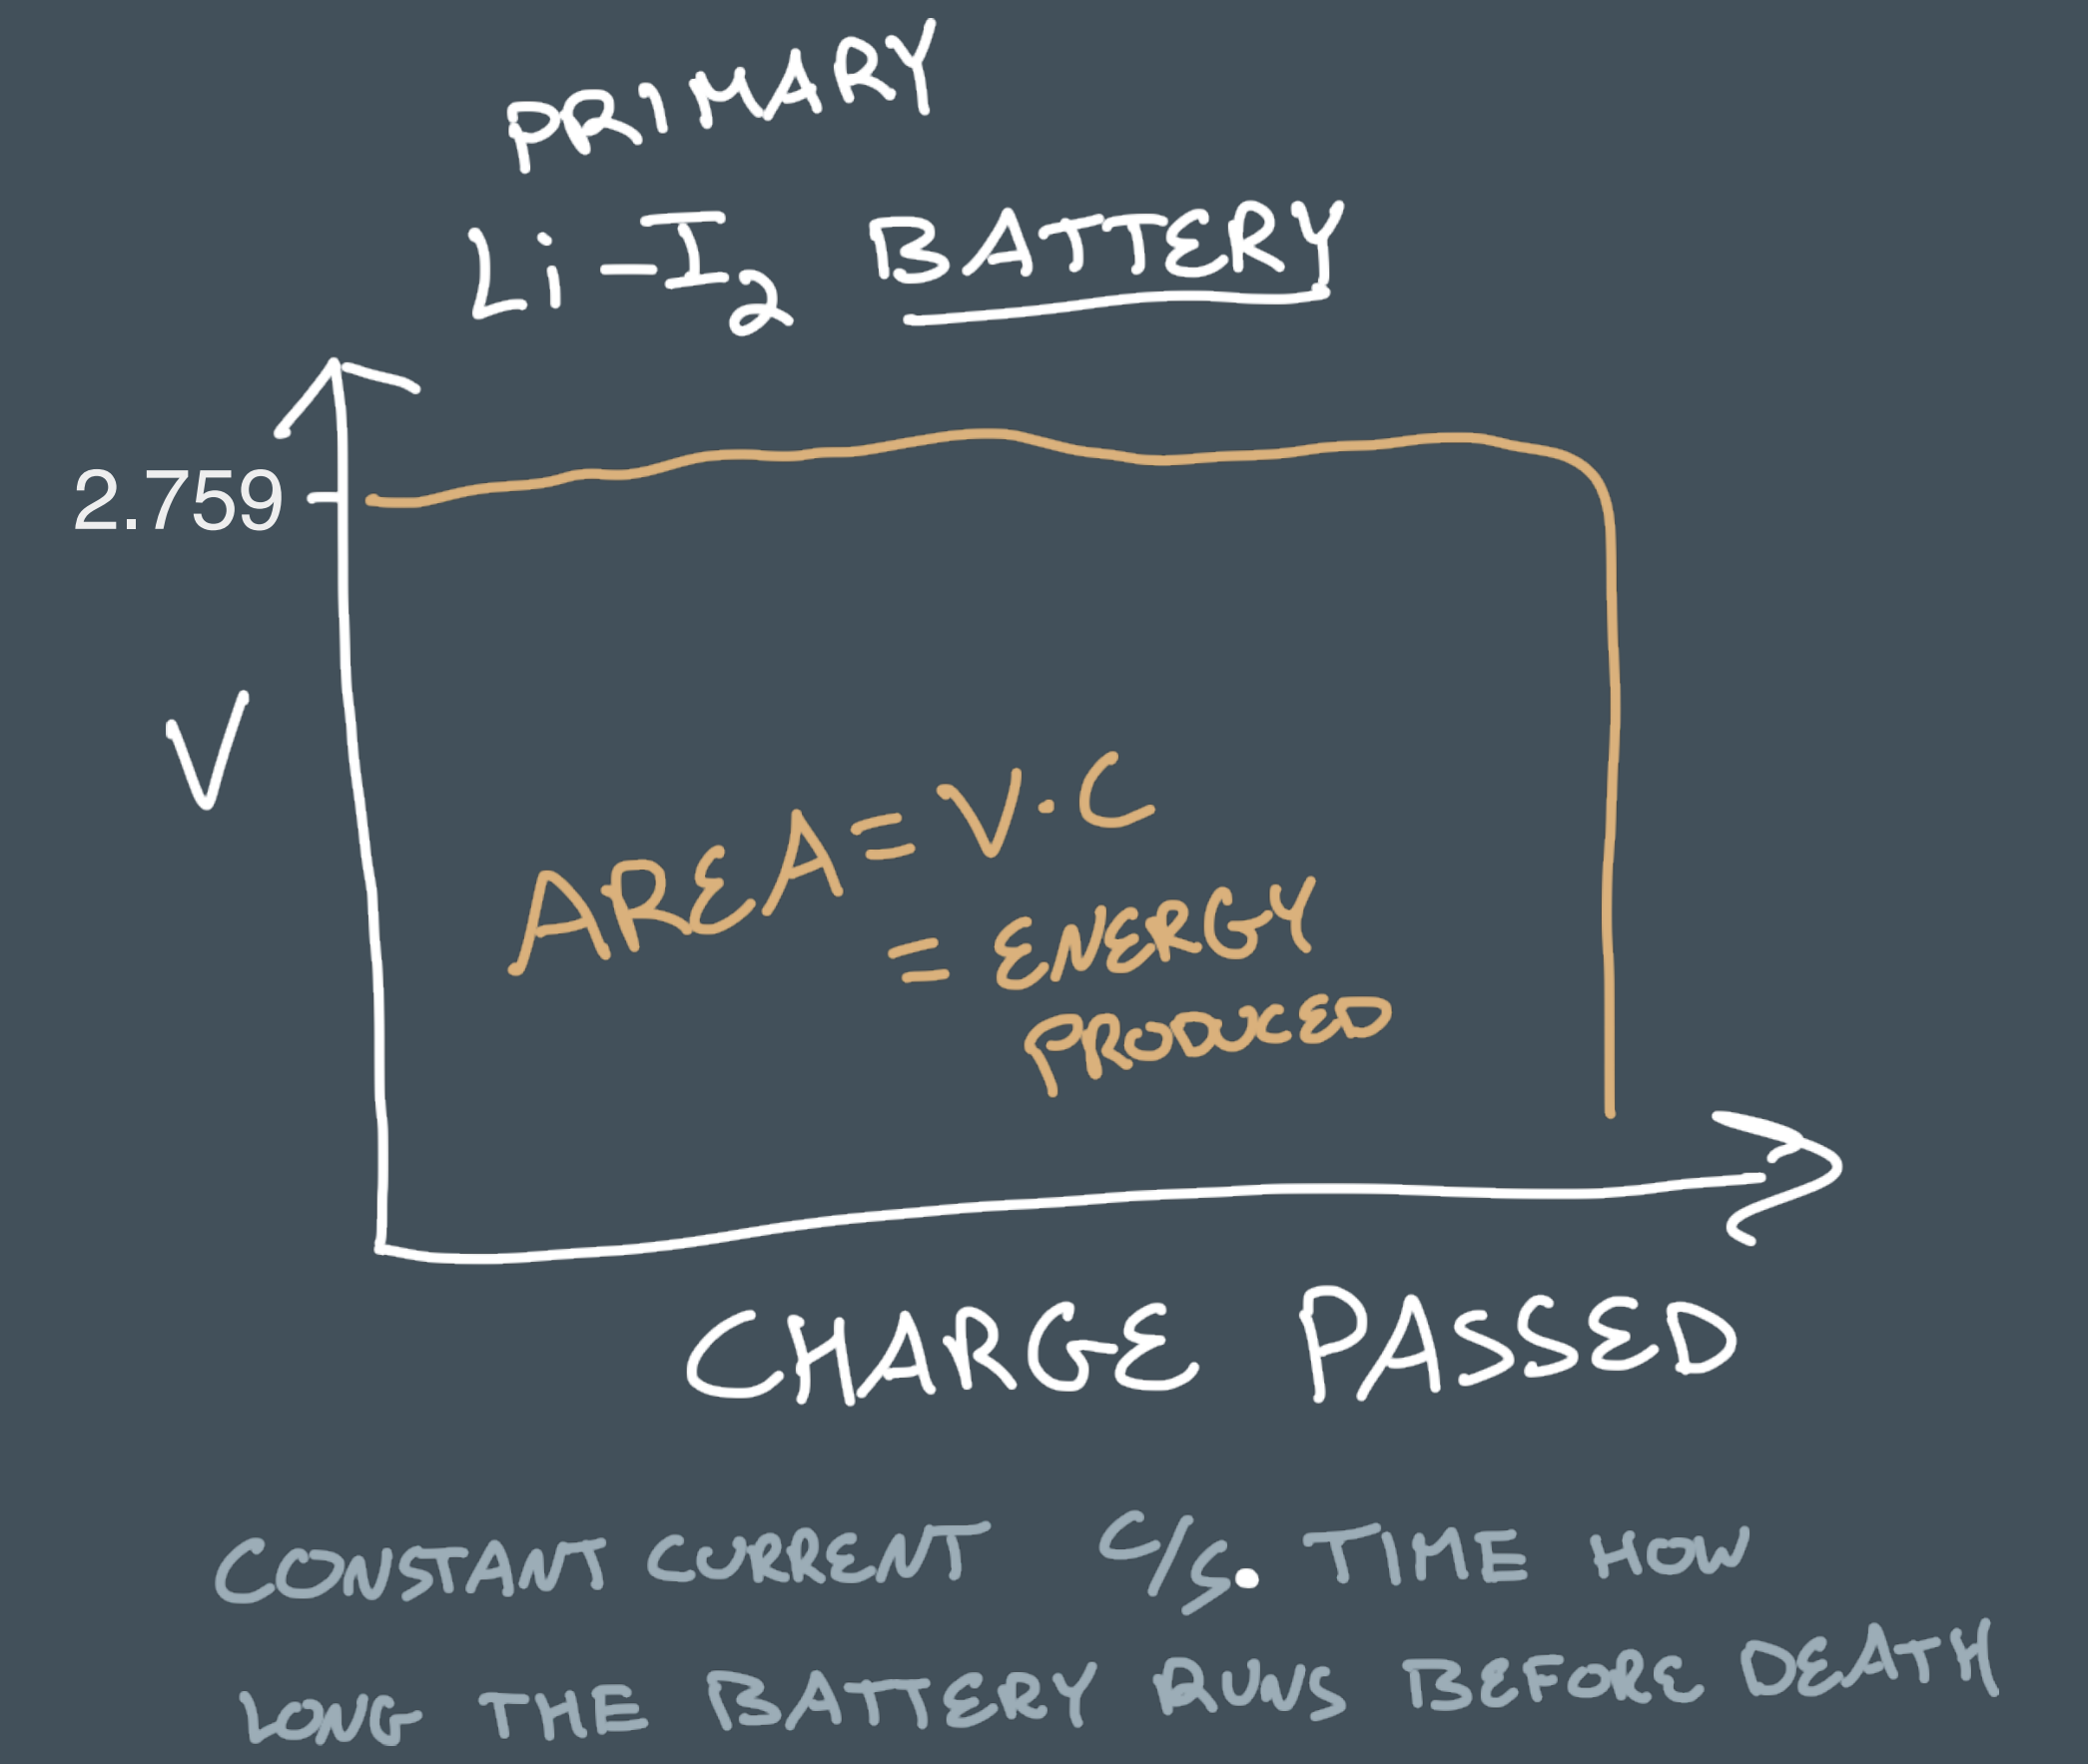 PRIMARY
Li-I₂ BATTERY
2.759
V
AREA = V·C
= ENERGY
PRODUCED
CHARGE PASSED
CONSTANT CURRENT C/S. TIME HOW
LONG THE BATTERY RUNS BEFORE DEATH